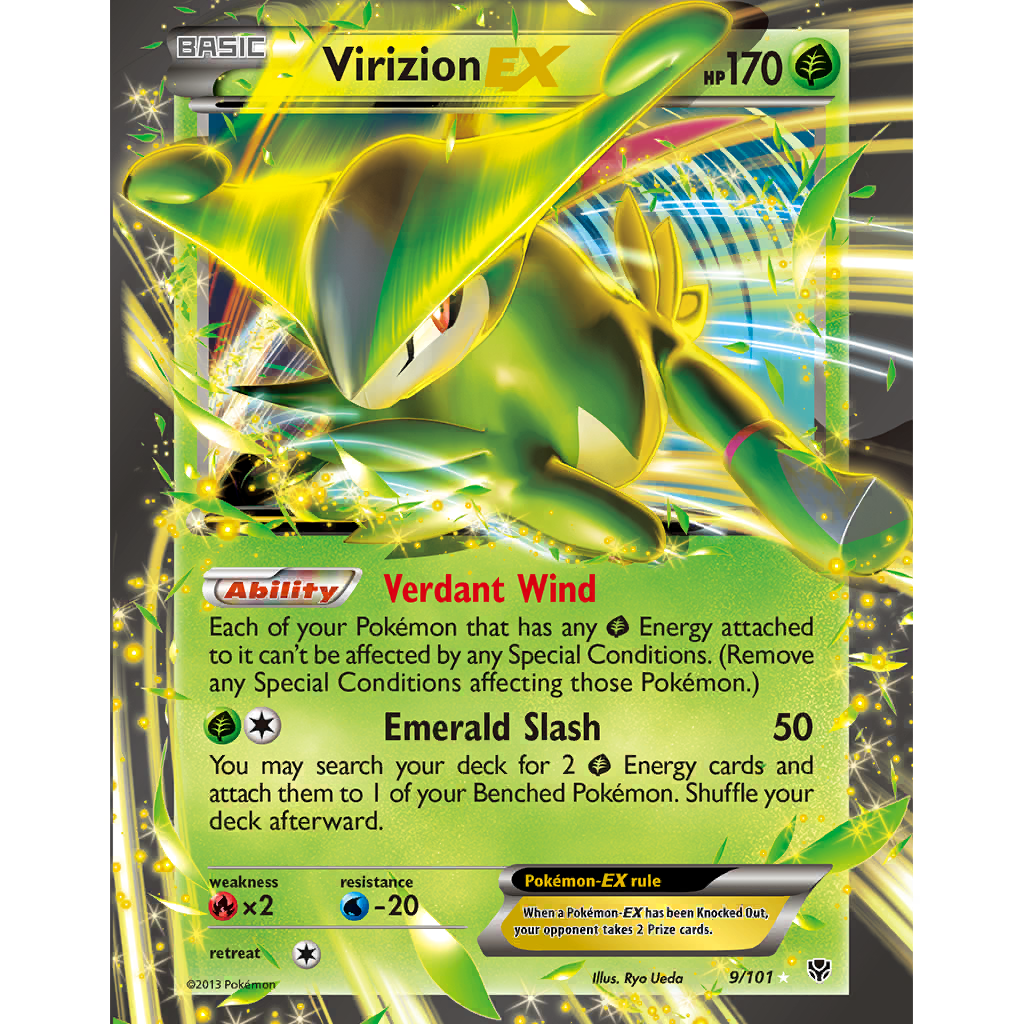 BASIC
Virizion EX
HP170
Ability Verdant Wind
Each of your Pokémon that has any Energy attached
to it can't be affected by any Special Conditions. (Remove
any Special Conditions affecting those Pokémon.)
Emerald Slash 50
You may search your deck for 2 Energy cards and
attach them to 1 of your Benched Pokémon. Shuffle your
deck afterward.
weakness resistance
×2 -20
retreat
Pokémon-EX rule
When a Pokémon-EX has been Knocked Out,
your opponent takes 2 Prize cards.
©2013 Pokémon Illus. Ryo Ueda 9/101